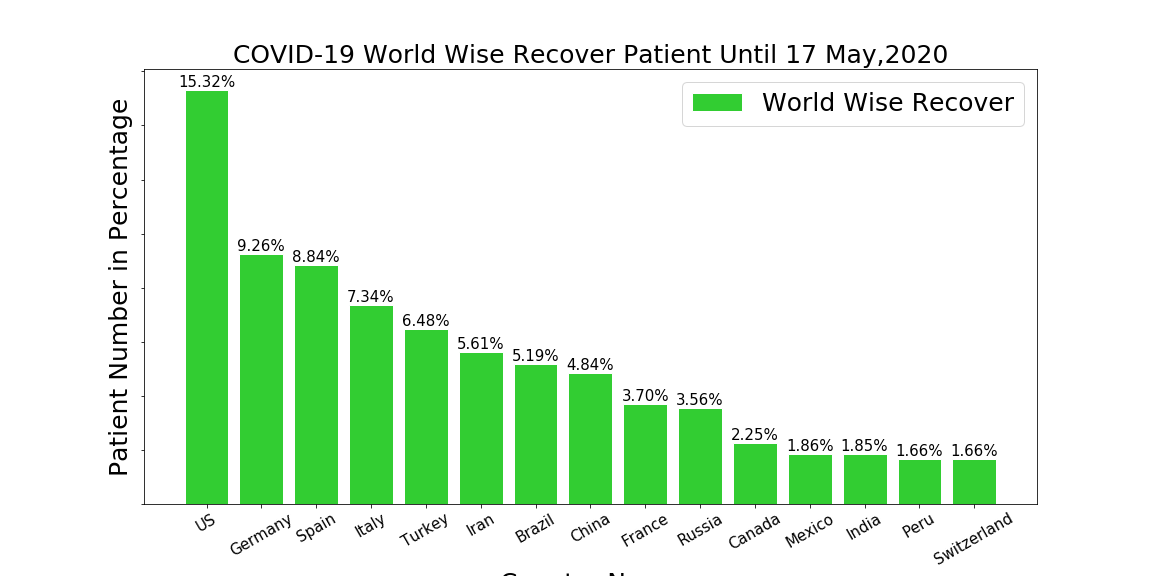 COVID-19 World Wise Recover Patient Until 17 May,2020
World Wise Recover
Patient Number in Percentage
15.32%
9.26%
8.84%
7.34%
6.48%
5.61%
5.19%
4.84%
3.70%
3.56%
2.25%
1.86%
1.85%
1.66%
1.66%
US
Germany
Spain
Italy
Turkey
Iran
Brazil
China
France
Russia
Canada
Mexico
India
Peru
Switzerland